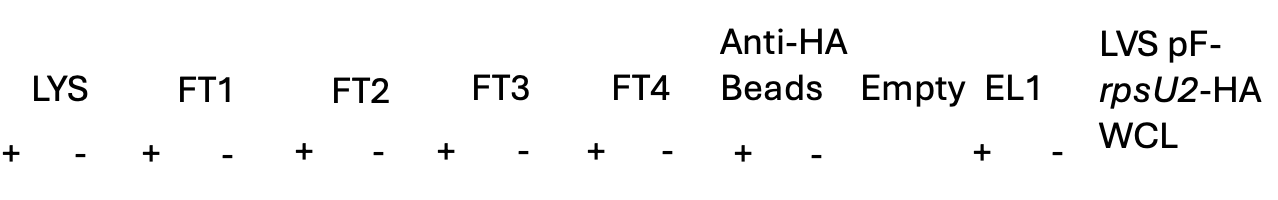 LYS FT1 FT2 FT3 FT4 Anti-HA Beads Empty EL1 LVS pF-rpsU2-HA WCL
+ - + - + - + - + - + - + -